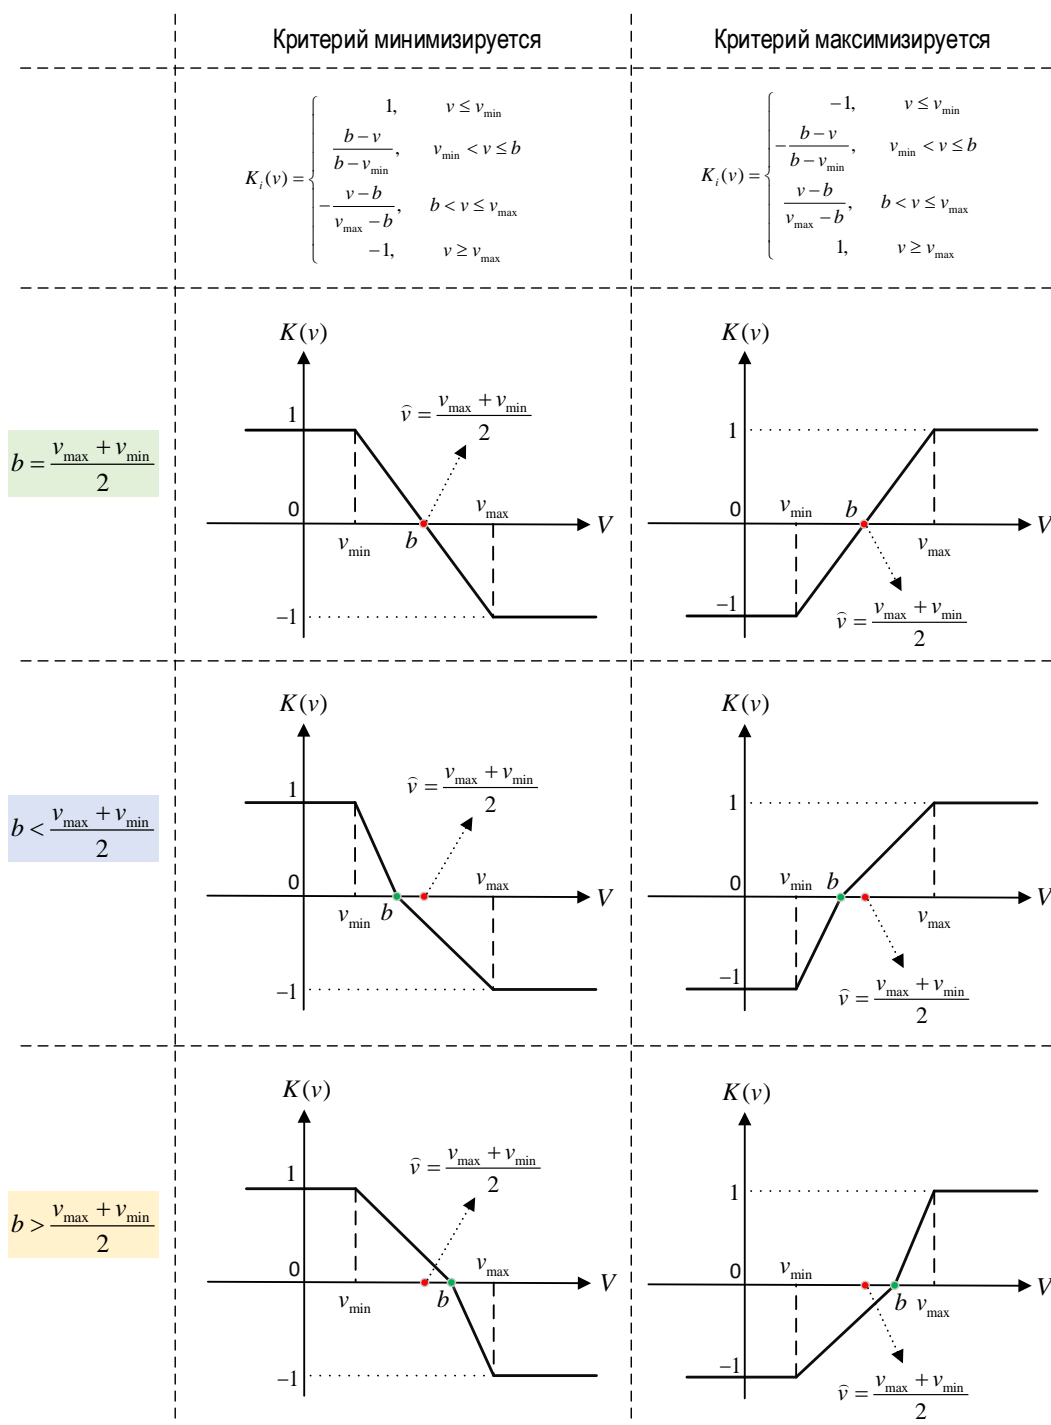 Критерий минимизируется Критерий максимизируется
K_i(v) = { 1, v ≤ v_min
(b − v)/(b − v_min), v_min < v ≤ b
−(v − b)/(v_max − b), b < v ≤ v_max
−1, v ≥ v_max
K_i(v) = { −1, v ≤ v_min
−(b − v)/(b − v_min), v_min < v ≤ b
(v − b)/(v_max − b), b < v ≤ v_max
1, v ≥ v_max
b = (v_max + v_min)/2
K(v)
v̂ = (v_max + v_min)/2
1
0 v_max V
v_min b
−1
K(v)
1
0 v_min b V
v_max
−1
v̂ = (v_max + v_min)/2
b < (v_max + v_min)/2
K(v)
v̂ = (v_max + v_min)/2
1
0 v_max V
v_min b
−1
K(v)
1
0 v_min b V
v_max
−1
v̂ = (v_max + v_min)/2
b > (v_max + v_min)/2
K(v)
v̂ = (v_max + v_min)/2
1
0 v_max V
v_min b
−1
K(v)
1
0 v_min V
b v_max
−1
v̂ = (v_max + v_min)/2